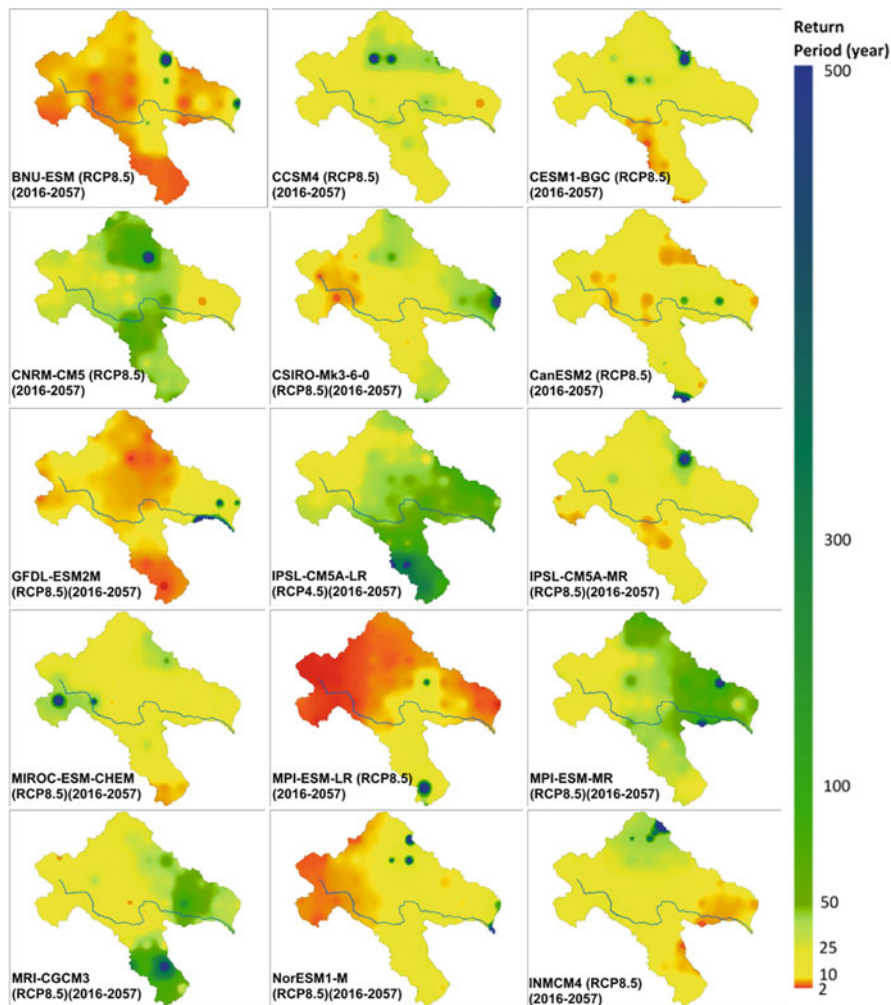 Return
Period (year)
500
300
100
50
25
10
2
BNU-ESM (RCP8.5)
(2016-2057)
CCSM4 (RCP8.5)
(2016-2057)
CESM1-BGC (RCP8.5)
(2016-2057)
CNRM-CM5 (RCP8.5)
(2016-2057)
CSIRO-Mk3-6-0
(RCP8.5)(2016-2057)
CanESM2 (RCP8.5)
(2016-2057)
GFDL-ESM2M
(RCP8.5)(2016-2057)
IPSL-CM5A-LR
(RCP4.5)(2016-2057)
IPSL-CM5A-MR
(RCP8.5)(2016-2057)
MIROC-ESM-CHEM
(RCP8.5)(2016-2057)
MPI-ESM-LR (RCP8.5)
(2016-2057)
MPI-ESM-MR
(RCP8.5)(2016-2057)
MRI-CGCM3
(RCP8.5)(2016-2057)
NorESM1-M
(RCP8.5)(2016-2057)
INMCM4 (RCP8.5)
(2016-2057)